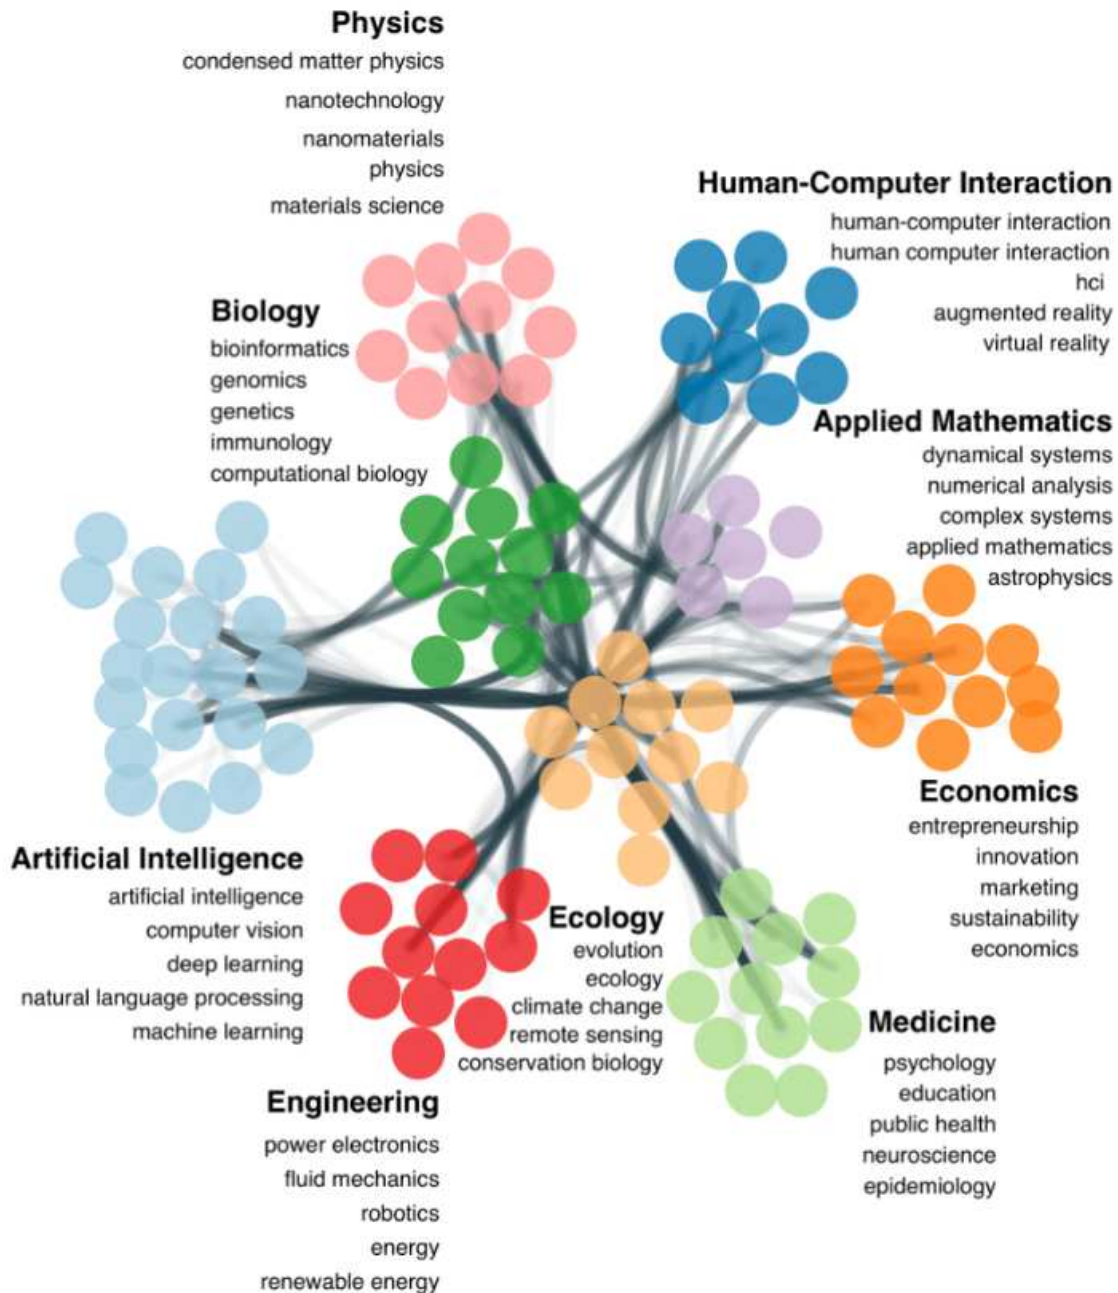 Physics
condensed matter physics
nanotechnology
nanomaterials
physics
materials science
Human-Computer Interaction
human-computer interaction
human computer interaction
hci
augmented reality
virtual reality
Biology
bioinformatics
genomics
genetics
immunology
computational biology
Applied Mathematics
dynamical systems
numerical analysis
complex systems
applied mathematics
astrophysics
Economics
entrepreneurship
innovation
marketing
sustainability
economics
Artificial Intelligence
artificial intelligence
computer vision
deep learning
natural language processing
machine learning
Ecology
evolution
ecology
climate change
remote sensing
conservation biology
Medicine
psychology
education
public health
neuroscience
epidemiology
Engineering
power electronics
fluid mechanics
robotics
energy
renewable energy